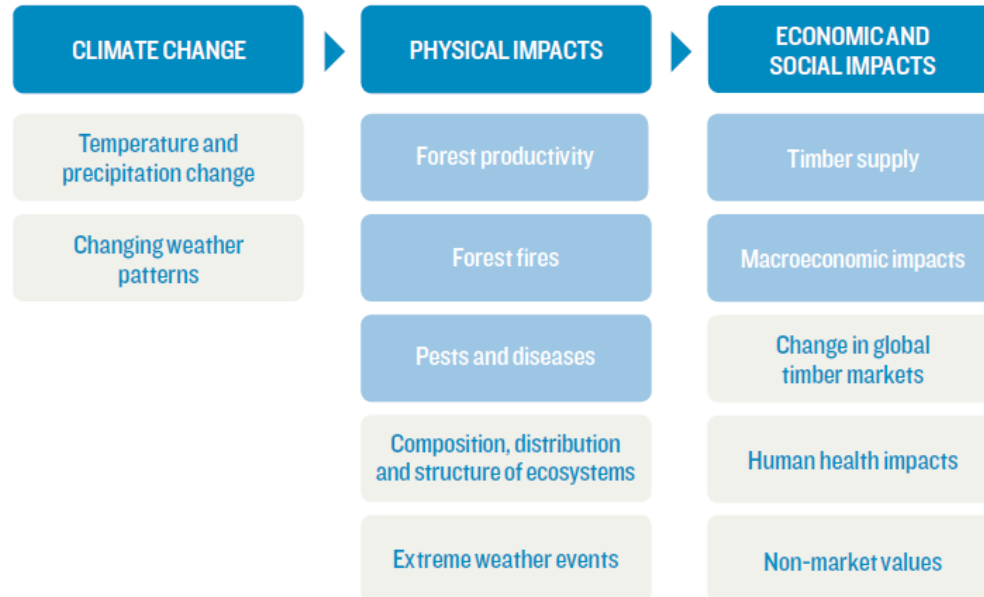 CLIMATE CHANGE
PHYSICAL IMPACTS
ECONOMIC AND
SOCIAL IMPACTS
Temperature and
precipitation change
Changing weather
patterns
Forest productivity
Forest fires
Pests and diseases
Composition, distribution
and structure of ecosystems
Extreme weather events
Timber supply
Macroeconomic impacts
Change in global
timber markets
Human health impacts
Non-market values